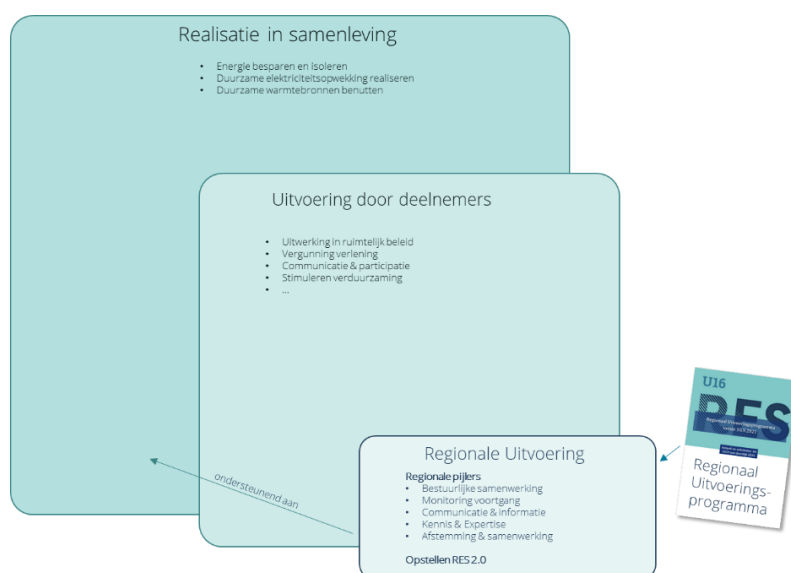 Realisatie in samenleving
• Energie besparen en Isoleren
• Duurzame elektriciteitsopwekking realiseren
• Duurzame warmtebronnen benutten
Uitvoering door deelnemers
• Uitwerking in ruimtelijk beleid
• Vergunning verlening
• Communicatie & participatie
• Stimuleren verduurzaming
• ...
ondersteunend aan
Regionale Uitvoering
Regionale pijlers
• Bestuurlijke samenwerking
• Monitoring voortgang
• Communicatie & informatie
• Kennis & Expertise
• Afstemming & samenwerking
Opstellen RES 2.0
U16
RES
Regionaal Uitvoeringsprogramma
Regionaal
Uitvoerings-
programma